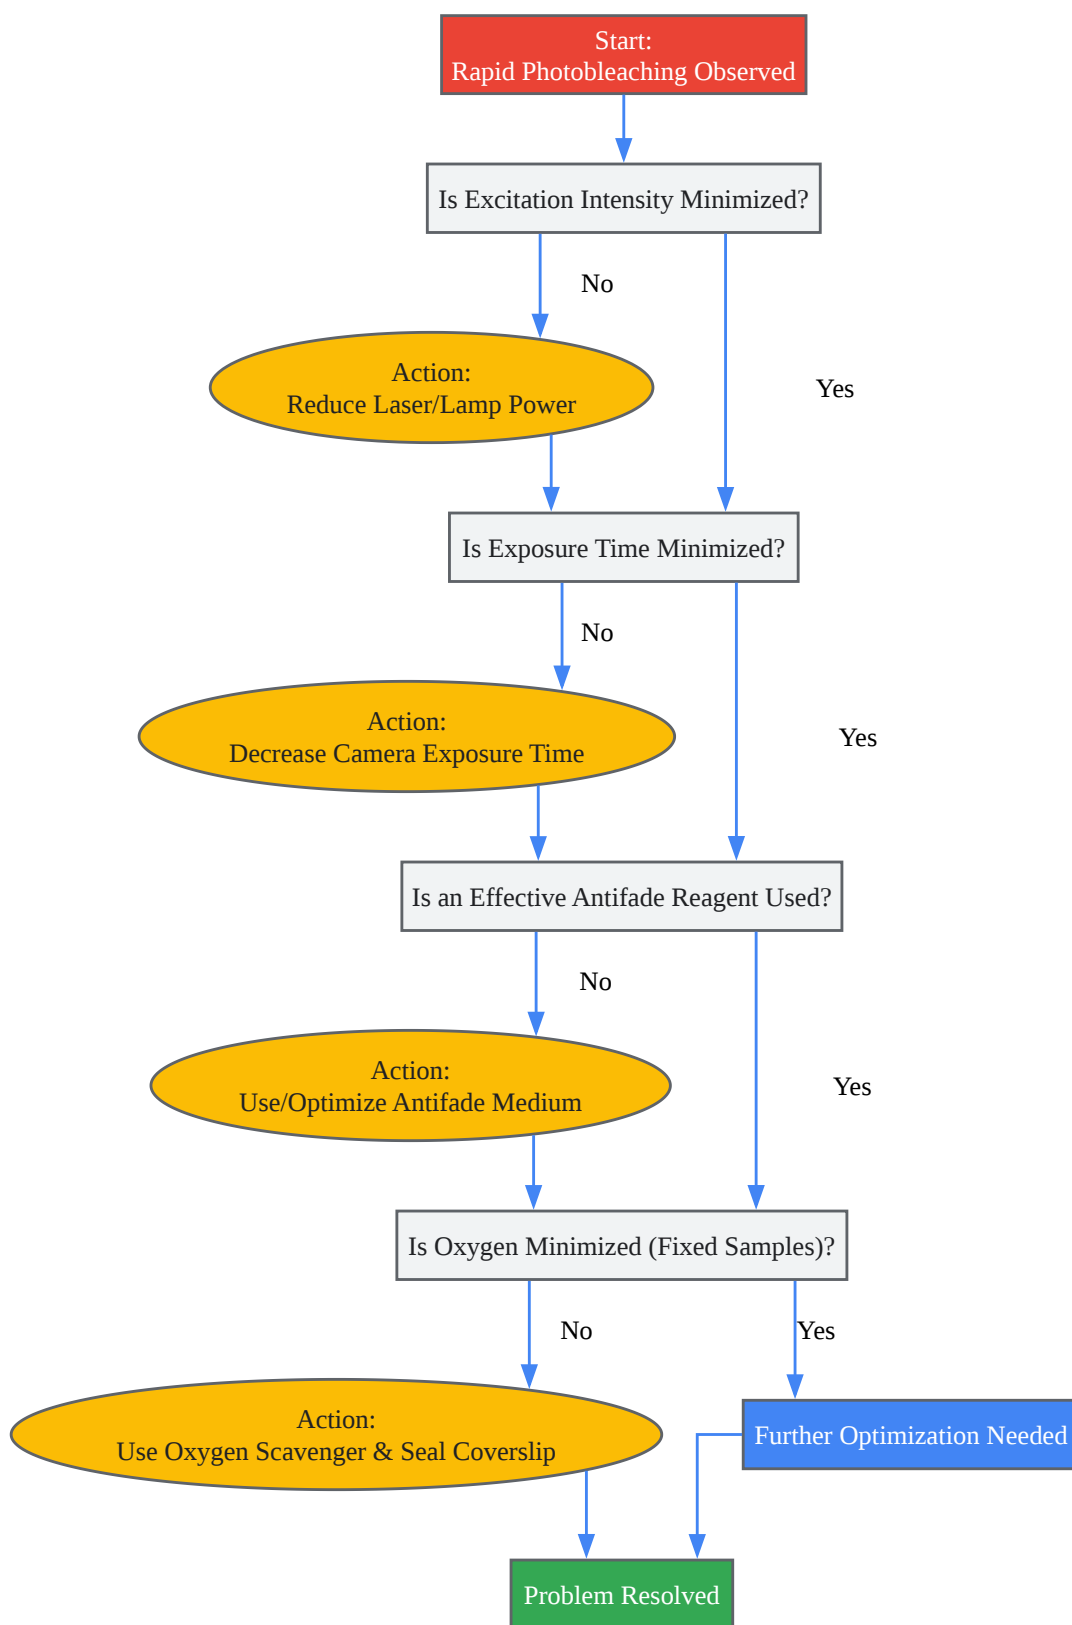 Start:
Rapid Photobleaching Observed
Is Excitation Intensity Minimized?
No
Action:
Reduce Laser/Lamp Power
Yes
Is Exposure Time Minimized?
No
Action:
Decrease Camera Exposure Time
Yes
Is an Effective Antifade Reagent Used?
No
Action:
Use/Optimize Antifade Medium
Yes
Is Oxygen Minimized (Fixed Samples)?
No
Yes
Action:
Use Oxygen Scavenger & Seal Coverslip
Further Optimization Needed
Problem Resolved